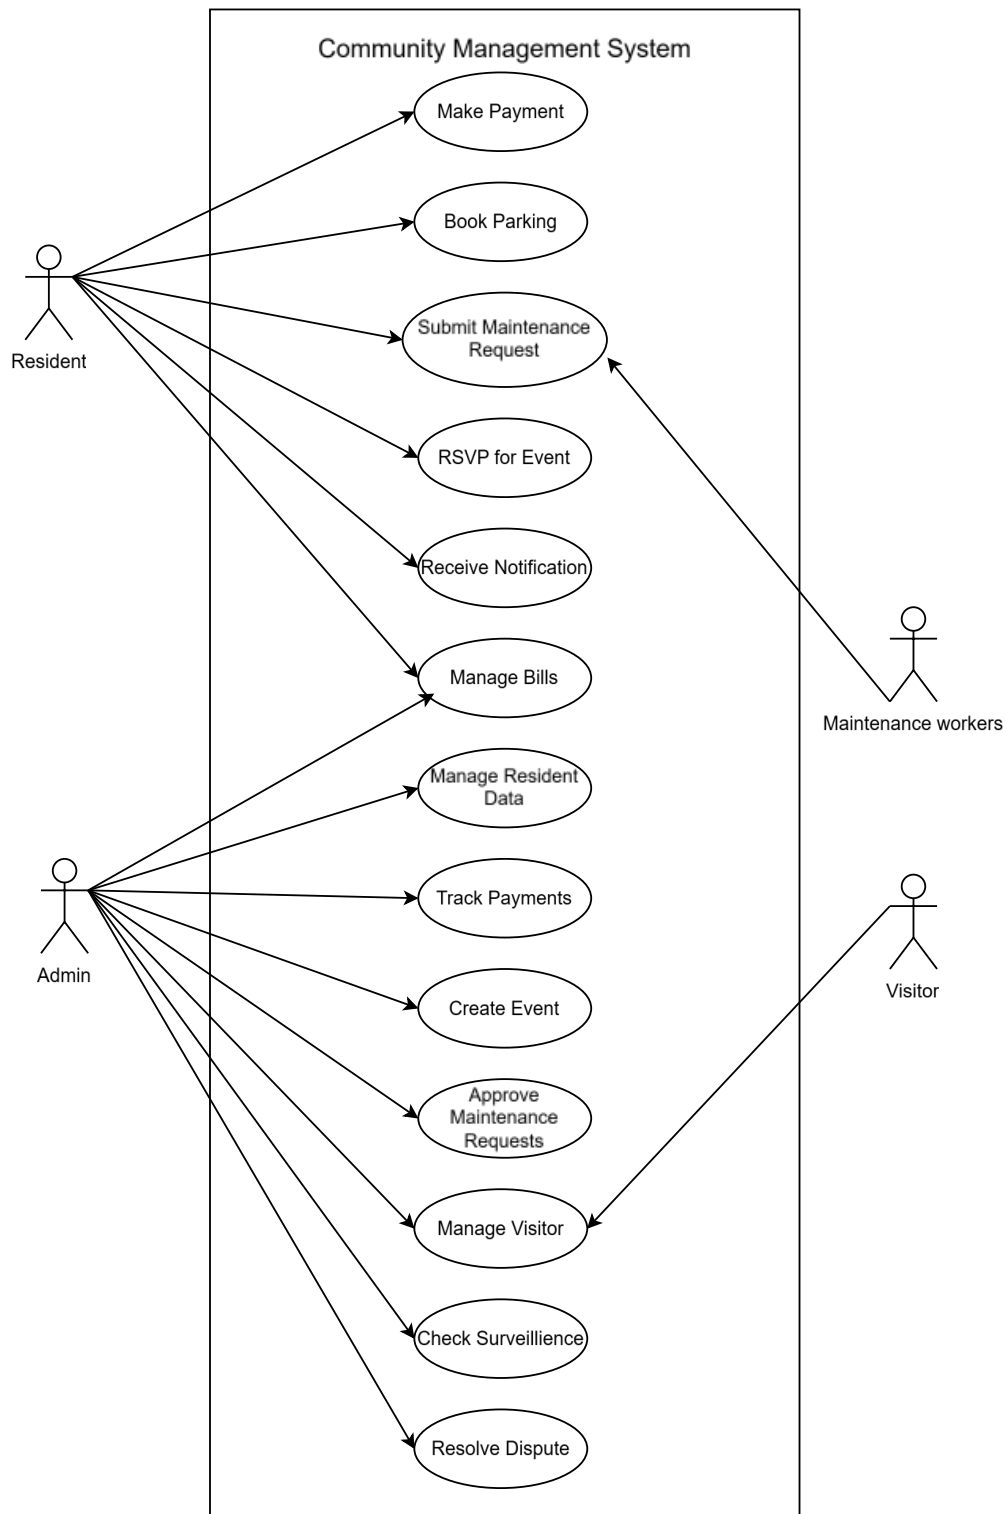 Community Management System
Make Payment
Book Parking
Submit Maintenance
Request
Resident
RSVP for Event
Receive Notification
Manage Bills
Maintenance workers
Manage Resident
Data
Track Payments
Admin
Visitor
Create Event
Approve
Maintenance
Requests
Manage Visitor
Check Surveillience
Resolve Dispute